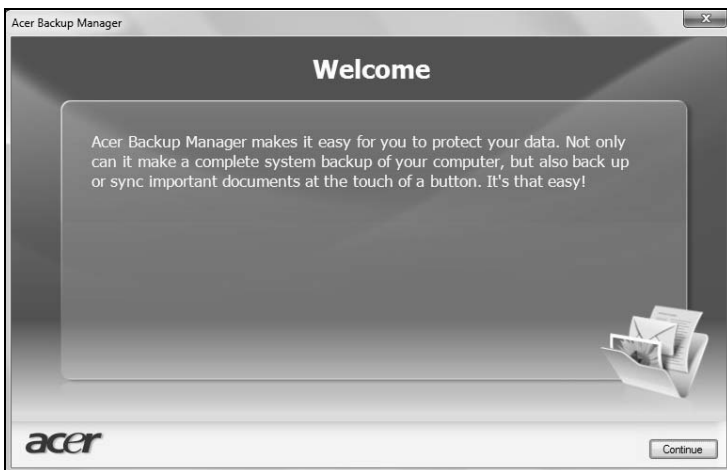 Acer Backup Manager
x
Welcome
Acer Backup Manager makes it easy for you to protect your data. Not only
can it make a complete system backup of your computer, but also back up
or sync important documents at the touch of a button. It's that easy!
acer
Continue